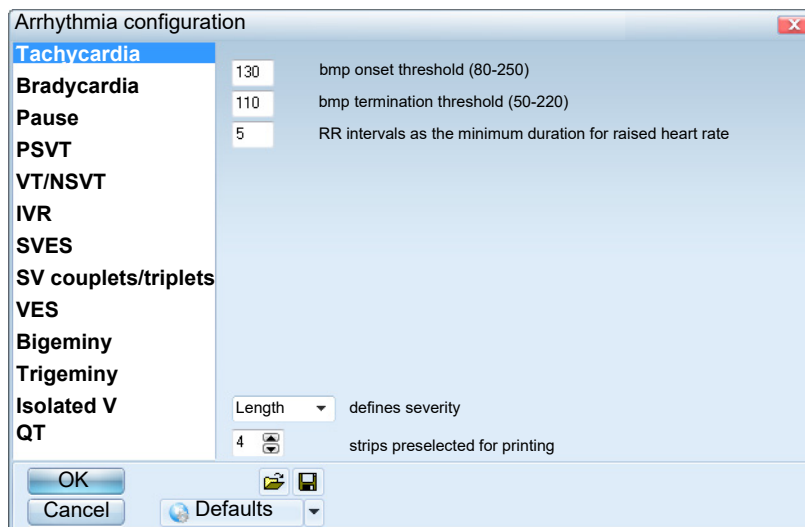 Arrhythmia configuration
Tachycardia
Bradycardia
Pause
PSVT
VT/NSVT
IVR
SVES
SV couplets/triplets
VES
Bigeminy
Trigeminy
Isolated V
QT
130 bmp onset threshold (80-250)
110 bmp termination threshold (50-220)
5 RR intervals as the minimum duration for raised heart rate
Length defines severity
4 strips preselected for printing
OK
Cancel
Defaults